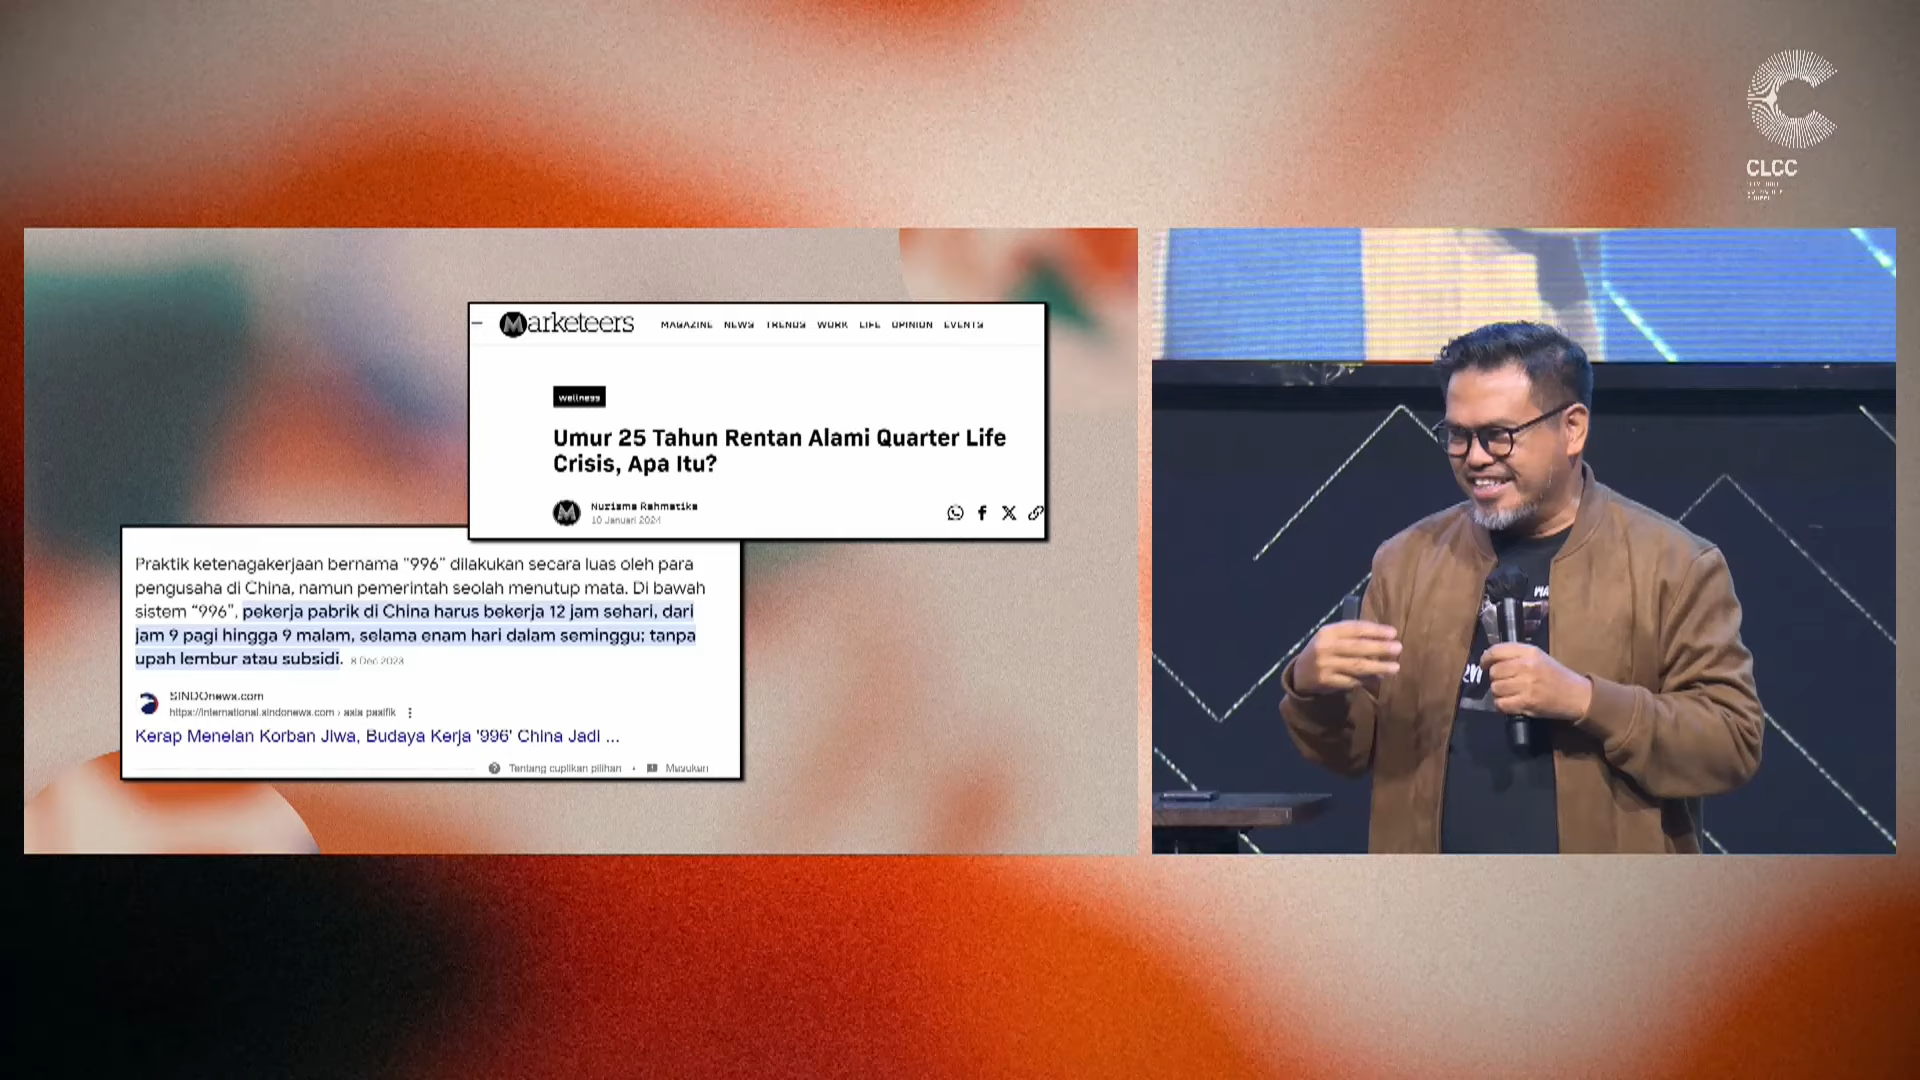 CLCC
Marketeers
MAGAZINE NEWS TRENDS WORK LIFE OPINION EVENTS
wellness
Umur 25 Tahun Rentan Alami Quarter Life
Crisis, Apa Itu?
Nurisma Rahmatika
10 Januari 2024
Praktik ketenagakerjaan bernama “996” dilakukan secara luas oleh para
pengusaha di China, namun pemerintah seolah menutup mata. Di bawah
sistem “996”, pekerja pabrik di China harus bekerja 12 jam sehari, dari
jam 9 pagi hingga 9 malam, selama enam hari dalam seminggu; tanpa
upah lembur atau subsidi. 8 Dec 2023
SINDOnews.com
https://international.sindonews.com › asia pasifik
Kerap Menelan Korban Jiwa, Budaya Kerja '996' China Jadi ...
Tentang cuplikan pilihan • Masukan